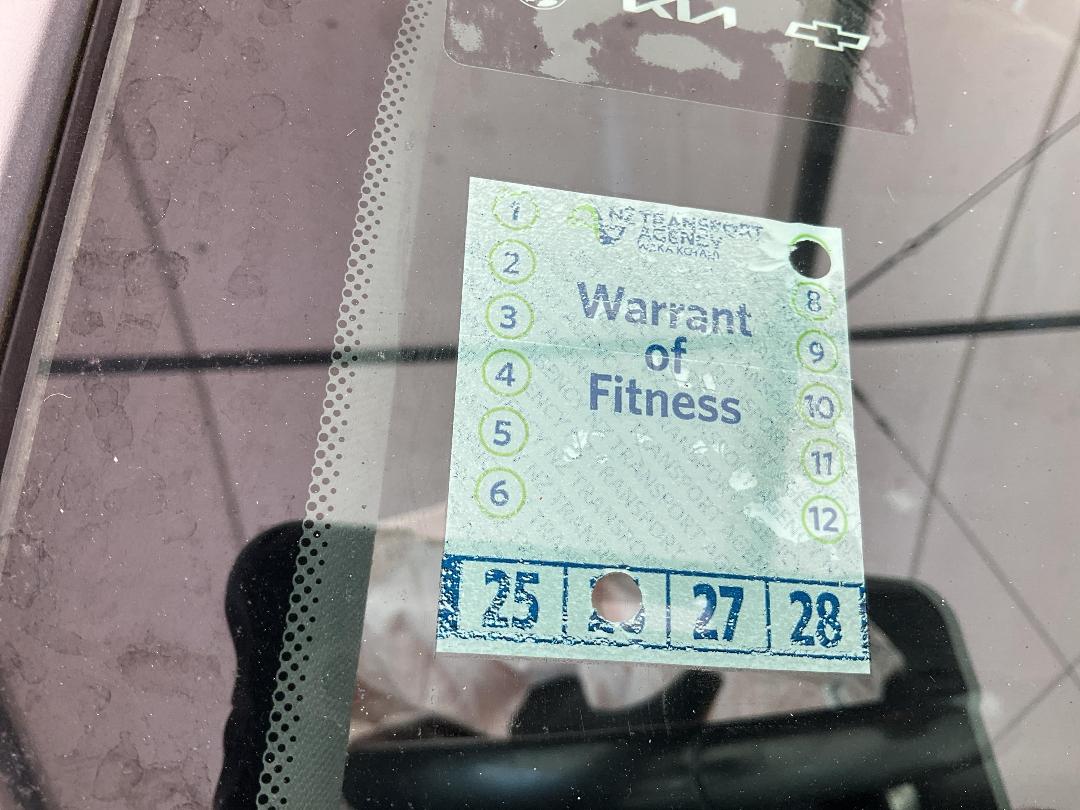 KIA
1
NZ TRANSPORT
AGENCY
WAKA KOTAHI
2
3
4
5
6
Warrant
of
Fitness
8
9
10
11
12
25
27
28